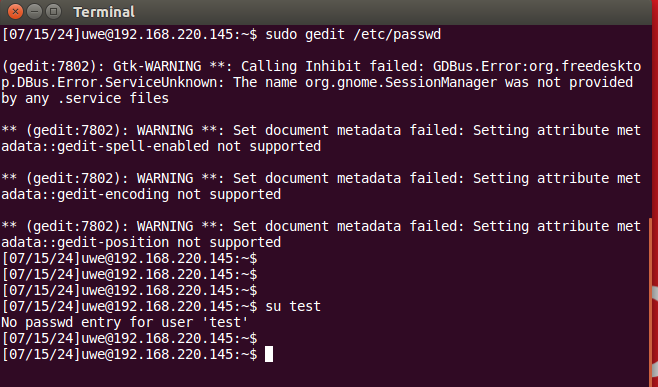 Terminal
[07/15/24]uwe@192.168.220.145:~$ sudo gedit /etc/passwd
(gedit:7802): Gtk-WARNING **: Calling Inhibit failed: GDBus.Error:org.freedeskto
p.DBus.Error.ServiceUnknown: The name org.gnome.SessionManager was not provided
by any .service files
** (gedit:7802): WARNING **: Set document metadata failed: Setting attribute met
adata::gedit-spell-enabled not supported
** (gedit:7802): WARNING **: Set document metadata failed: Setting attribute met
adata::gedit-encoding not supported
** (gedit:7802): WARNING **: Set document metadata failed: Setting attribute met
adata::gedit-position not supported
[07/15/24]uwe@192.168.220.145:~$
[07/15/24]uwe@192.168.220.145:~$
[07/15/24]uwe@192.168.220.145:~$
[07/15/24]uwe@192.168.220.145:~$ su test
No passwd entry for user 'test'
[07/15/24]uwe@192.168.220.145:~$
[07/15/24]uwe@192.168.220.145:~$